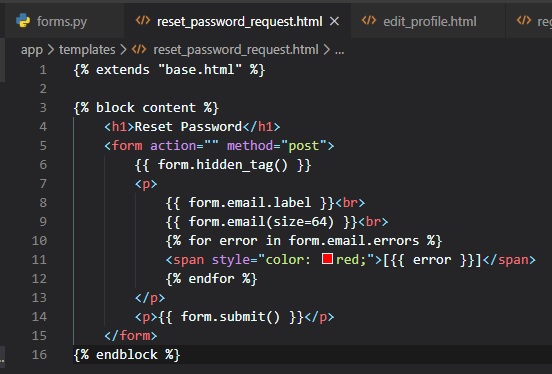 forms.py reset_password_request.html × edit_profile.html
app > templates > reset_password_request.html > ...
1 {% extends "base.html" %}
2
3 {% block content %}
4     <h1>Reset Password</h1>
5     <form action="" method="post">
6         {{ form.hidden_tag() }}
7         <p>
8             {{ form.email.label }}<br>
9             {{ form.email(size=64) }}<br>
10             {% for error in form.email.errors %}
11             <span style="color: red;">[{{ error }}]</span>
12             {% endfor %}
13         </p>
14         <p>{{ form.submit() }}</p>
15     </form>
16 {% endblock %}